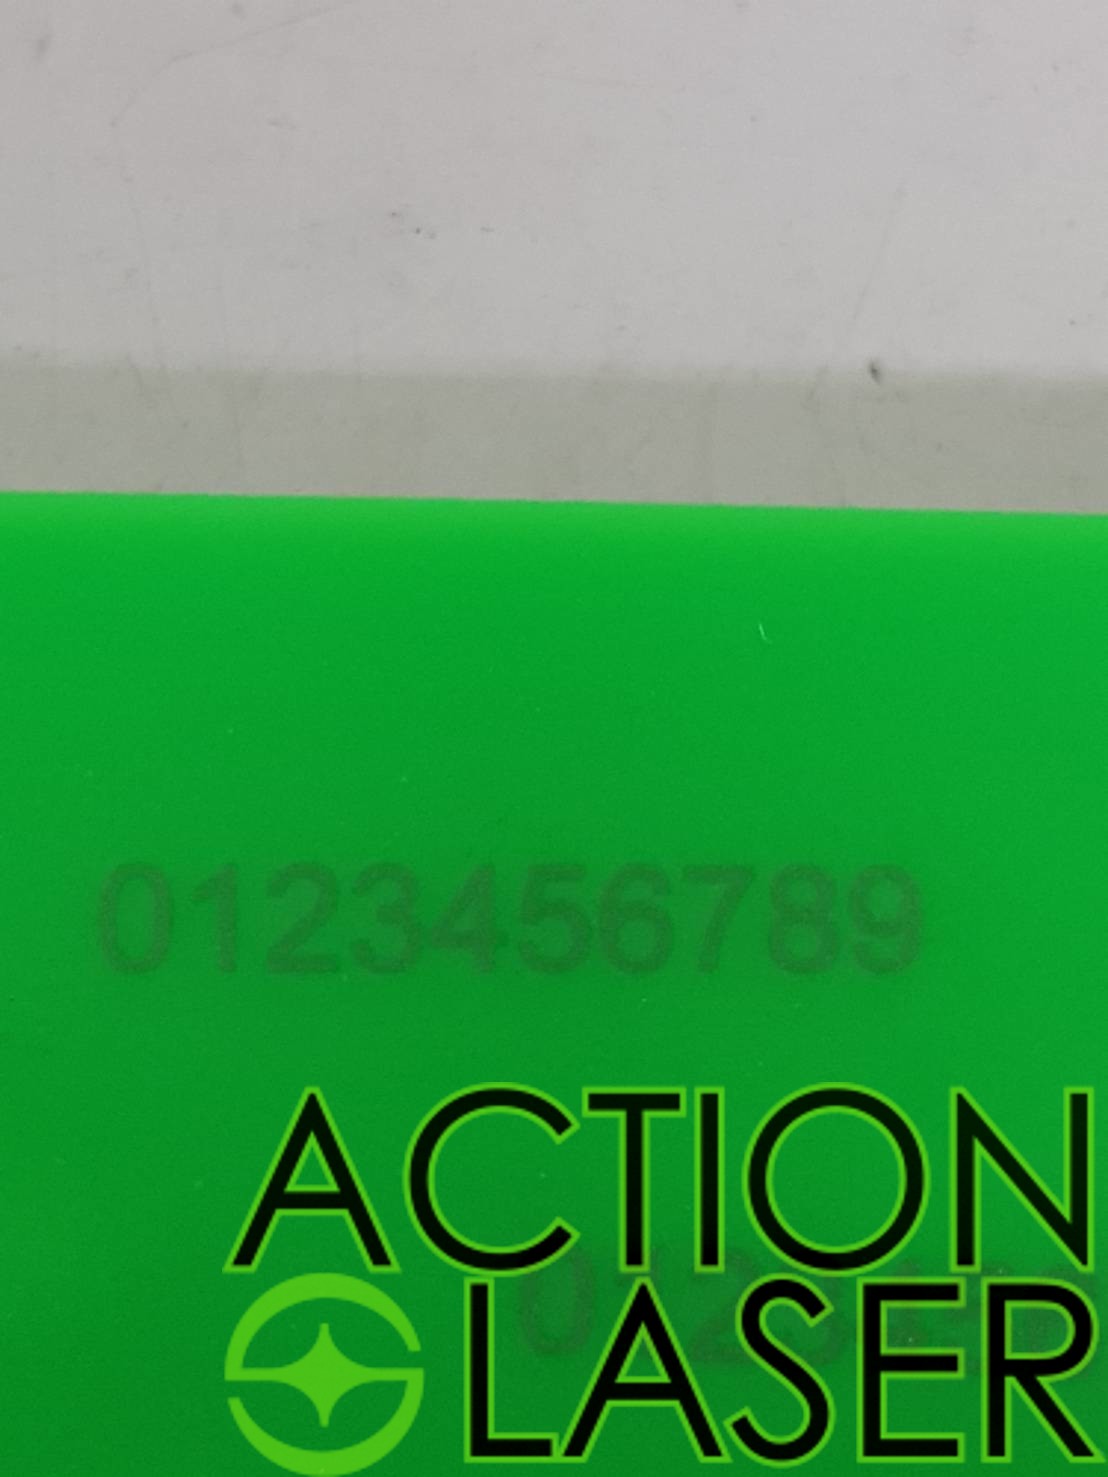 0123456789
ACTION
LASER